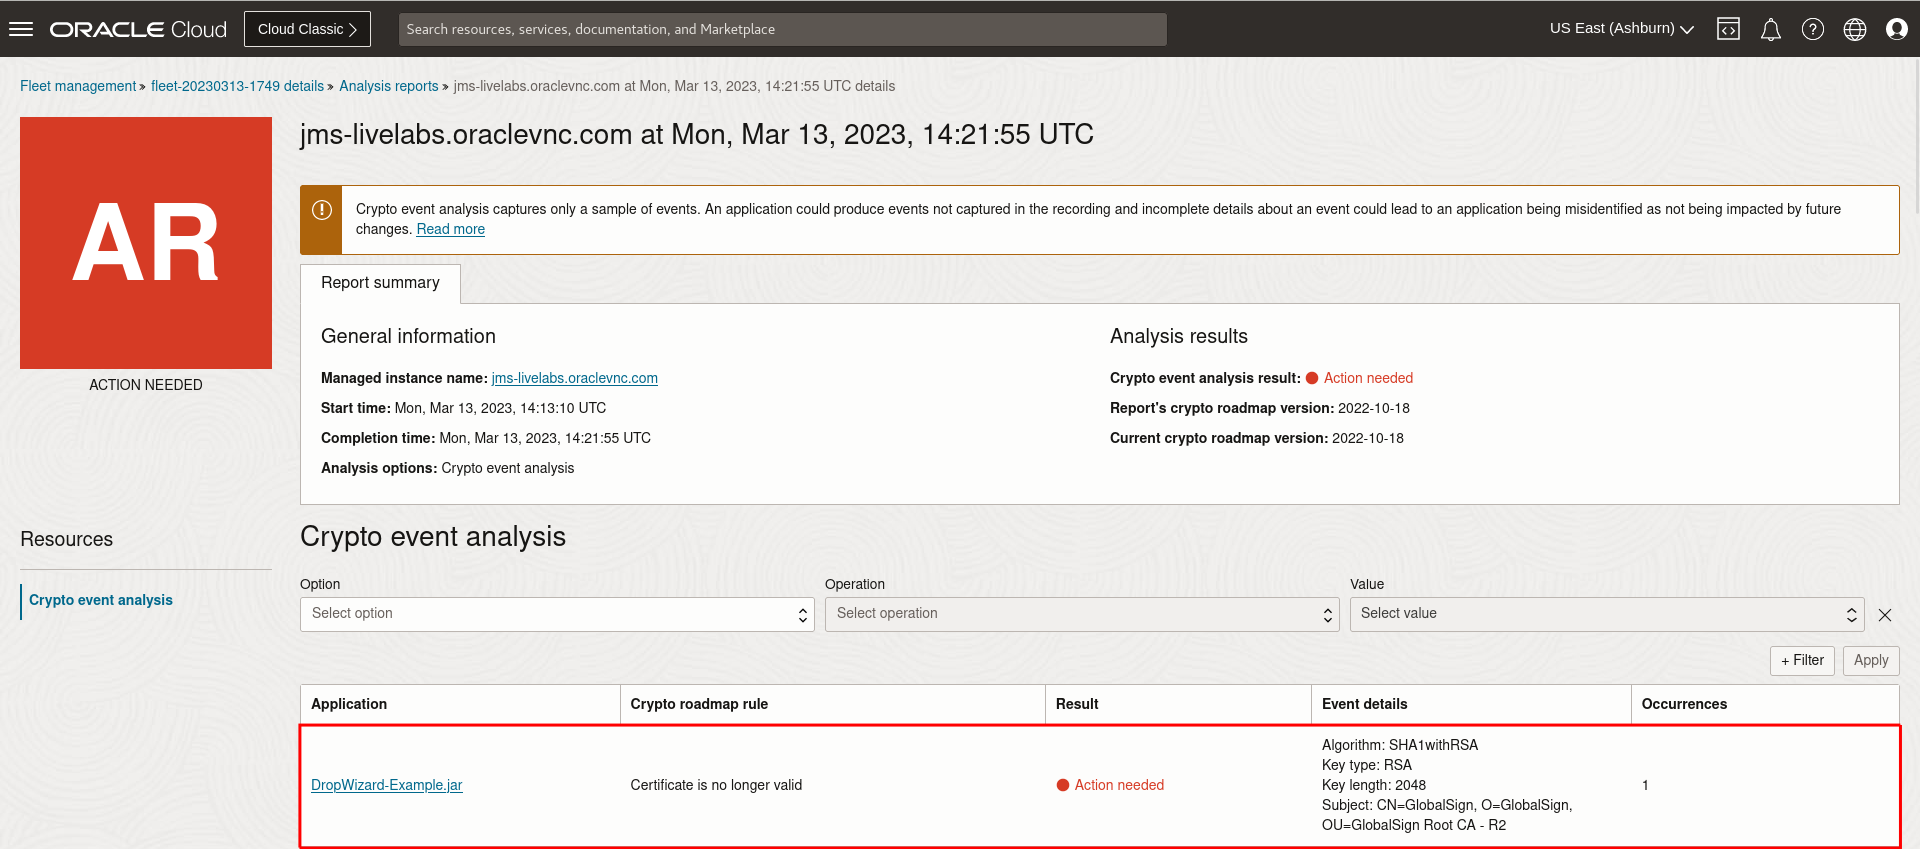 ORACLE Cloud
Cloud Classic
Search resources, services, documentation, and Marketplace
US East (Ashburn)
Fleet management » fleet-20230313-1749 details » Analysis reports » jms-livelabs.oraclevnc.com at Mon, Mar 13, 2023, 14:21:55 UTC details
AR
ACTION NEEDED
jms-livelabs.oraclevnc.com at Mon, Mar 13, 2023, 14:21:55 UTC
Crypto event analysis captures only a sample of events. An application could produce events not captured in the recording and incomplete details about an event could lead to an application being misidentified as not being impacted by future
changes. Read more
Report summary
General information
Managed instance name: jms-livelabs.oraclevnc.com
Start time: Mon, Mar 13, 2023, 14:13:10 UTC
Completion time: Mon, Mar 13, 2023, 14:21:55 UTC
Analysis options: Crypto event analysis
Analysis results
Crypto event analysis result: Action needed
Report's crypto roadmap version: 2022-10-18
Current crypto roadmap version: 2022-10-18
Resources
Crypto event analysis
Crypto event analysis
Option
Select option
Operation
Select operation
Value
Select value
+ Filter
Apply
Application
Crypto roadmap rule
Result
Event details
Occurrences
DropWizard-Example.jar
Certificate is no longer valid
Action needed
Algorithm: SHA1withRSA
Key type: RSA
Key length: 2048
Subject: CN=GlobalSign, O=GlobalSign,
OU=GlobalSign Root CA - R2
1